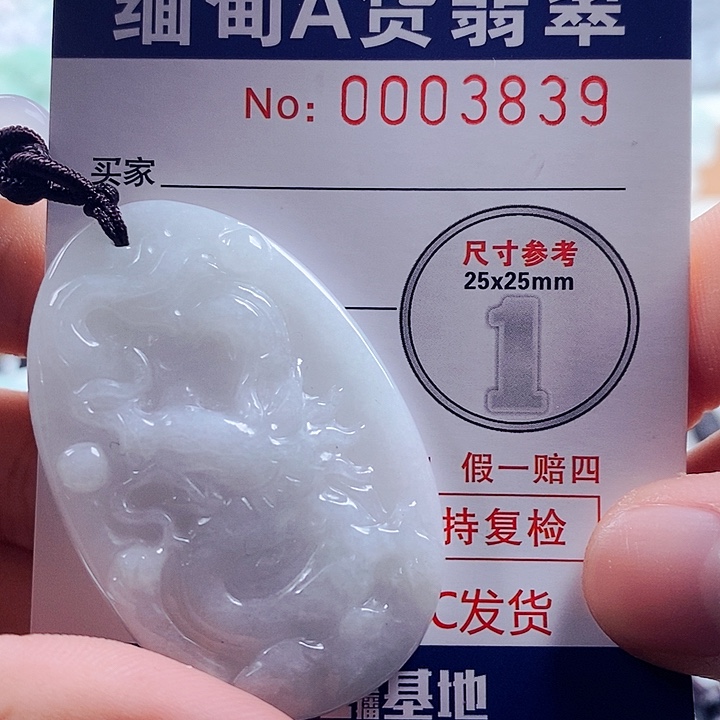 缅甸A货翡翠
No: 0003839
买家
尺寸参考
25x25mm
1
假一赔四
持复检
C发货
播基地